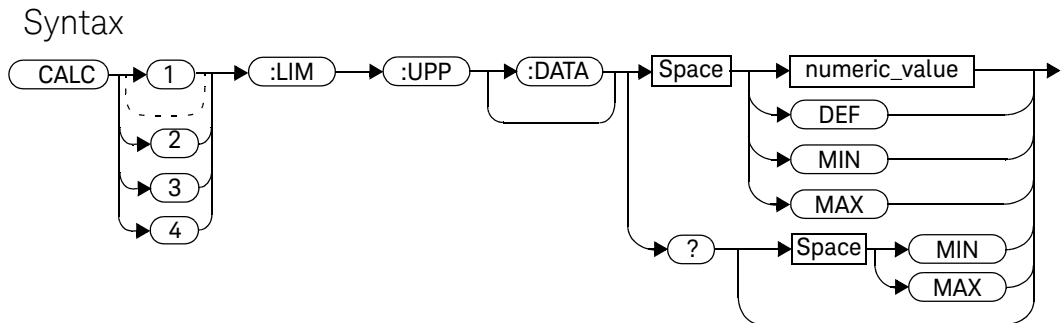 Syntax
CALC 1 :LIM :UPP :DATA Space numeric_value
DEF
2 MIN
3 MAX
4
? Space MIN
MAX